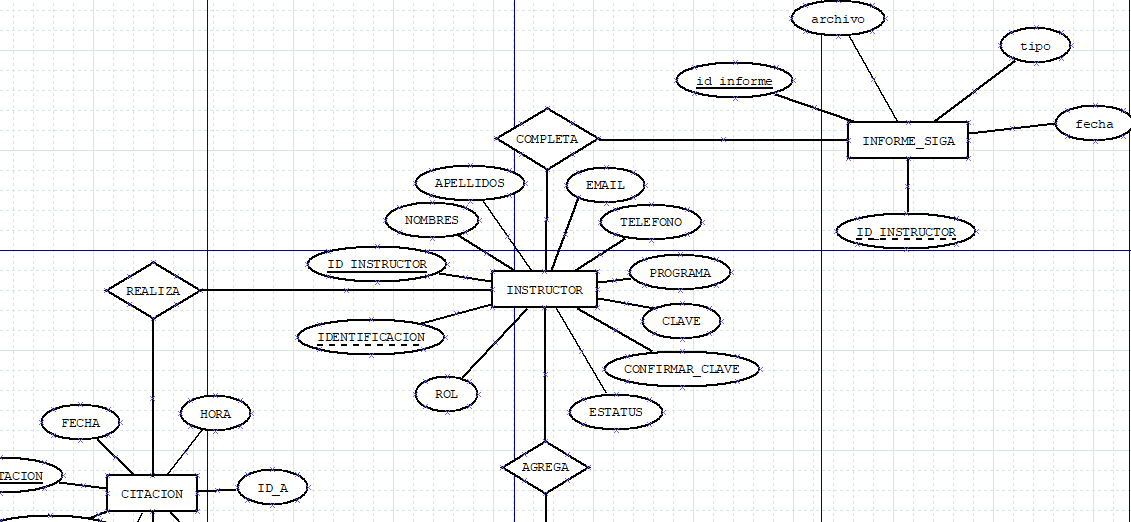 archivo
tipo
id_informe
fecha
COMPLETA
INFORME_SIGA
APELLIDOS
EMAIL
NOMBRES
TELEFONO
ID_INSTRUCTOR
ID_INSTRUCTOR
PROGRAMA
REALIZA
INSTRUCTOR
CLAVE
IDENTIFICACION
CONFIRMAR_CLAVE
ROL
ESTATUS
FECHA
HORA
AGREGA
TACION
CITACION
ID_A